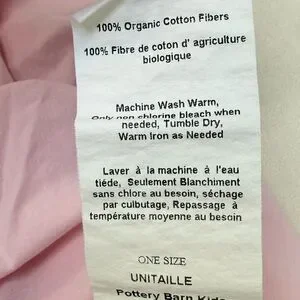 100% Organic Cotton Fibers
100% Fibre de coton d' agriculture
biologique
Machine Wash Warm,
Only non chlorine bleach when
needed, Tumble Dry,
Warm Iron as Needed
Laver à la machine à l'eau
tiéde, Seulement Blanchiment
sans chlore au besoin, séchage
par culbutage, Repassage à
température moyenne au besoin
ONE SIZE
UNITAILLE
Pottery Barn Kids